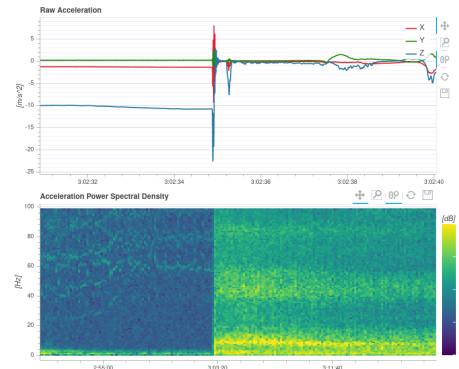 Raw Acceleration
X
Y
Z
5
0
-5
-10
-15
-20
-25
[m/s^2]
3:02:32
3:02:34
3:02:36
3:02:38
3:02:40
Acceleration Power Spectral Density
[dB]
100
80
60
40
20
0
[Hz]
2:55:00
3:03:20
3:11:40